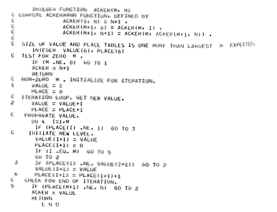 INTEGER FUNCTION ACKER(M, N)
C COMPUTE ACKERMANN FUNCTION, DEFINED BY
C ACKER(0, N) = N+1 ,
C ACKER(M+1, 0) = ACKER(M, 1) ,
C ACKER(M+1, N+1) = ACKER(M, ACKER(M+1, N)) .
C SIZE OF VALUE AND PLACE TABLES IS ONE MORE THAN LARGEST M EXPECTED.
INTEGER VALUE(6), PLACE(6)
C TEST FOR ZERO M .
IF (M .NE. 0) GO TO 1
ACKER = N+1
RETURN
C NON-ZERO M , INITIALIZE FOR ITERATION.
1 VALUE = 1
PLACE = 0
C ITERATION LOOP, GET NEW VALUE.
2 VALUE = VALUE+1
PLACE = PLACE+1
C PROPAGATE VALUE.
DO 4 I=1,M
IF (PLACE(I) .NE. 1) GO TO 3
C INITIATE NEW LEVEL.
VALUE(I+1) = VALUE
PLACE(I+1) = 0
IF (I .EQ. M) GO TO 5
GO TO 2
3 IF (PLACE(I) .NE. VALUE(I+1)) GO TO 2
VALUE(I+1) = VALUE
4 PLACE(I+1) = PLACE(I+1)+1
C CHECK FOR END OF ITERATION.
5 IF (PLACE(M+1) .NE. N) GO TO 2
ACKER = VALUE
RETURN
END